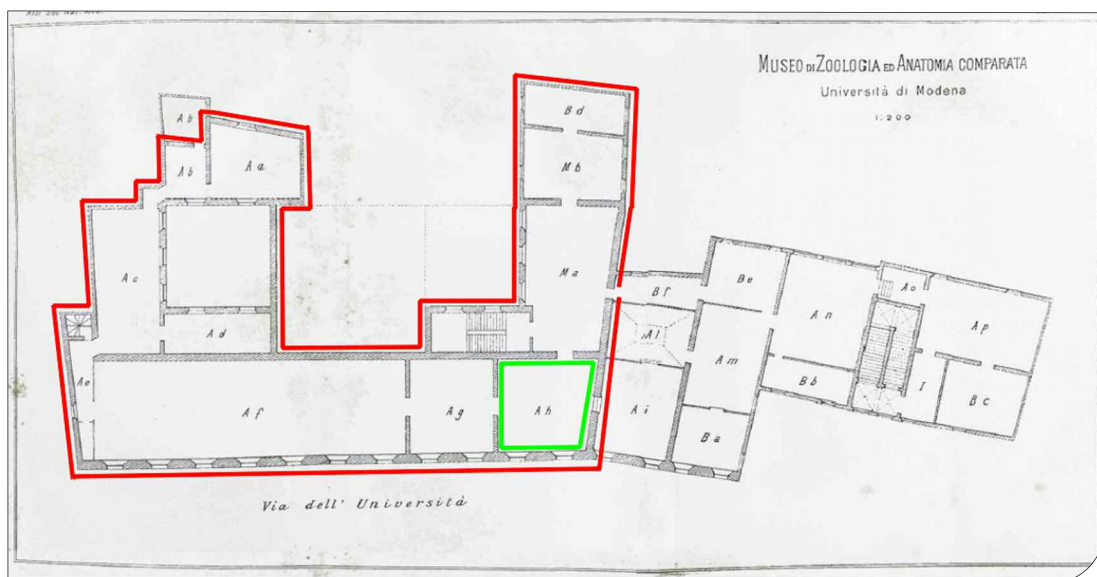 MUSEO DI ZOOLOGIA ED ANATOMIA COMPARATA
Università di Modena
1:200
Ab
Bd
Ab
Aa
Mb
Ac
Ma
Bf
Be
An
Ao
Ap
Ad
Al
Am
Ae
Af
Ag
Ah
Ai
Bb
I
Bc
Ba
Via dell' Università